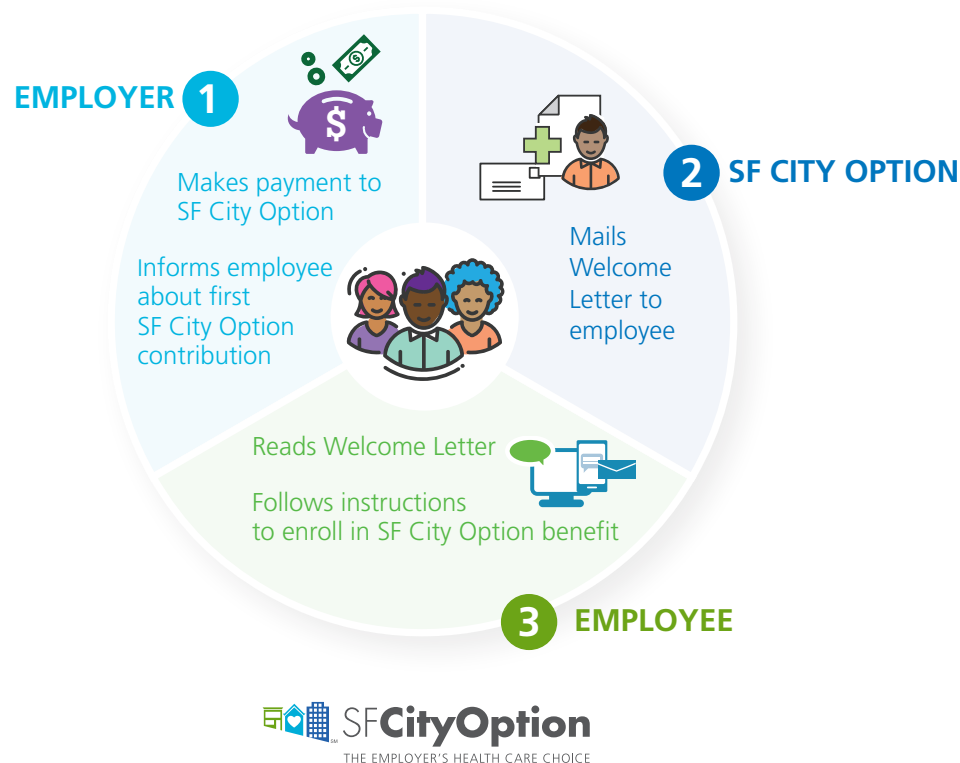 EMPLOYER 1
$
Makes payment to
SF City Option
Informs employee
about first
SF City Option
contribution
2 SF CITY OPTION
Mails
Welcome
Letter to
employee
Reads Welcome Letter
Follows instructions
to enroll in SF City Option benefit
3 EMPLOYEE
SFCityOption
SM
THE EMPLOYER'S HEALTH CARE CHOICE